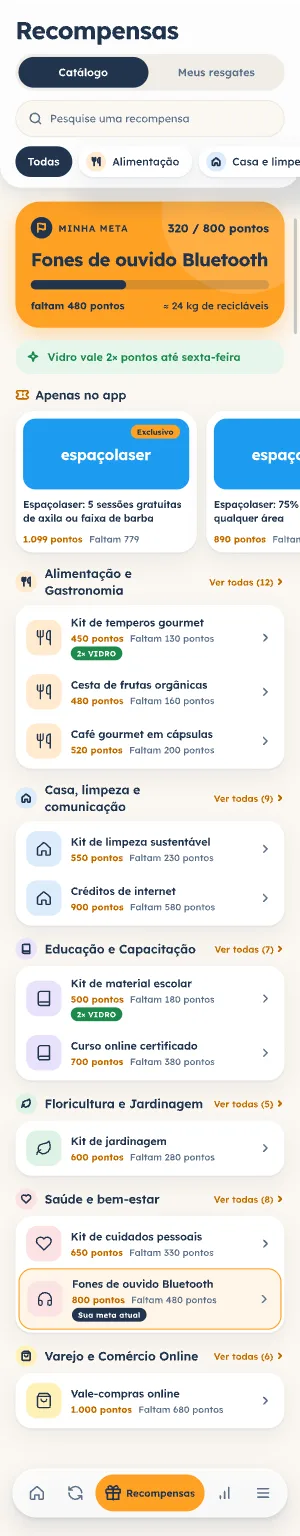 Recompensas
Catálogo
Meus resgates
Pesquise uma recompensa
Todas
Alimentação
Casa e limpe
MINHA META
320 / 800 pontos
Fones de ouvido Bluetooth
faltam 480 pontos
≈ 24 kg de recicláveis
Vidro vale 2× pontos até sexta-feira
Apenas no app
Exclusivo
espaçolaser
espaço
Espaçolaser: 5 sessões gratuitas
de axila ou faixa de barba
1.099 pontos Faltam 779
Espaçolaser: 75%
qualquer área
890 pontos Faltan
Alimentação e
Gastronomia
Ver todas (12)
Kit de temperos gourmet
450 pontos Faltam 130 pontos
2× VIDRO
Cesta de frutas orgânicas
480 pontos Faltam 160 pontos
Café gourmet em cápsulas
520 pontos Faltam 200 pontos
Casa, limpeza e
comunicação
Ver todas (9)
Kit de limpeza sustentável
550 pontos Faltam 230 pontos
Créditos de internet
900 pontos Faltam 580 pontos
Educação e Capacitação
Ver todas (7)
Kit de material escolar
500 pontos Faltam 180 pontos
2× VIDRO
Curso online certificado
700 pontos Faltam 380 pontos
Floricultura e Jardinagem
Ver todas (5)
Kit de jardinagem
600 pontos Faltam 280 pontos
Saúde e bem-estar
Ver todas (8)
Kit de cuidados pessoais
650 pontos Faltam 330 pontos
Fones de ouvido Bluetooth
800 pontos Faltam 480 pontos
Sua meta atual
Varejo e Comércio Online
Ver todas (6)
Vale-compras online
1.000 pontos Faltam 680 pontos
Recompensas